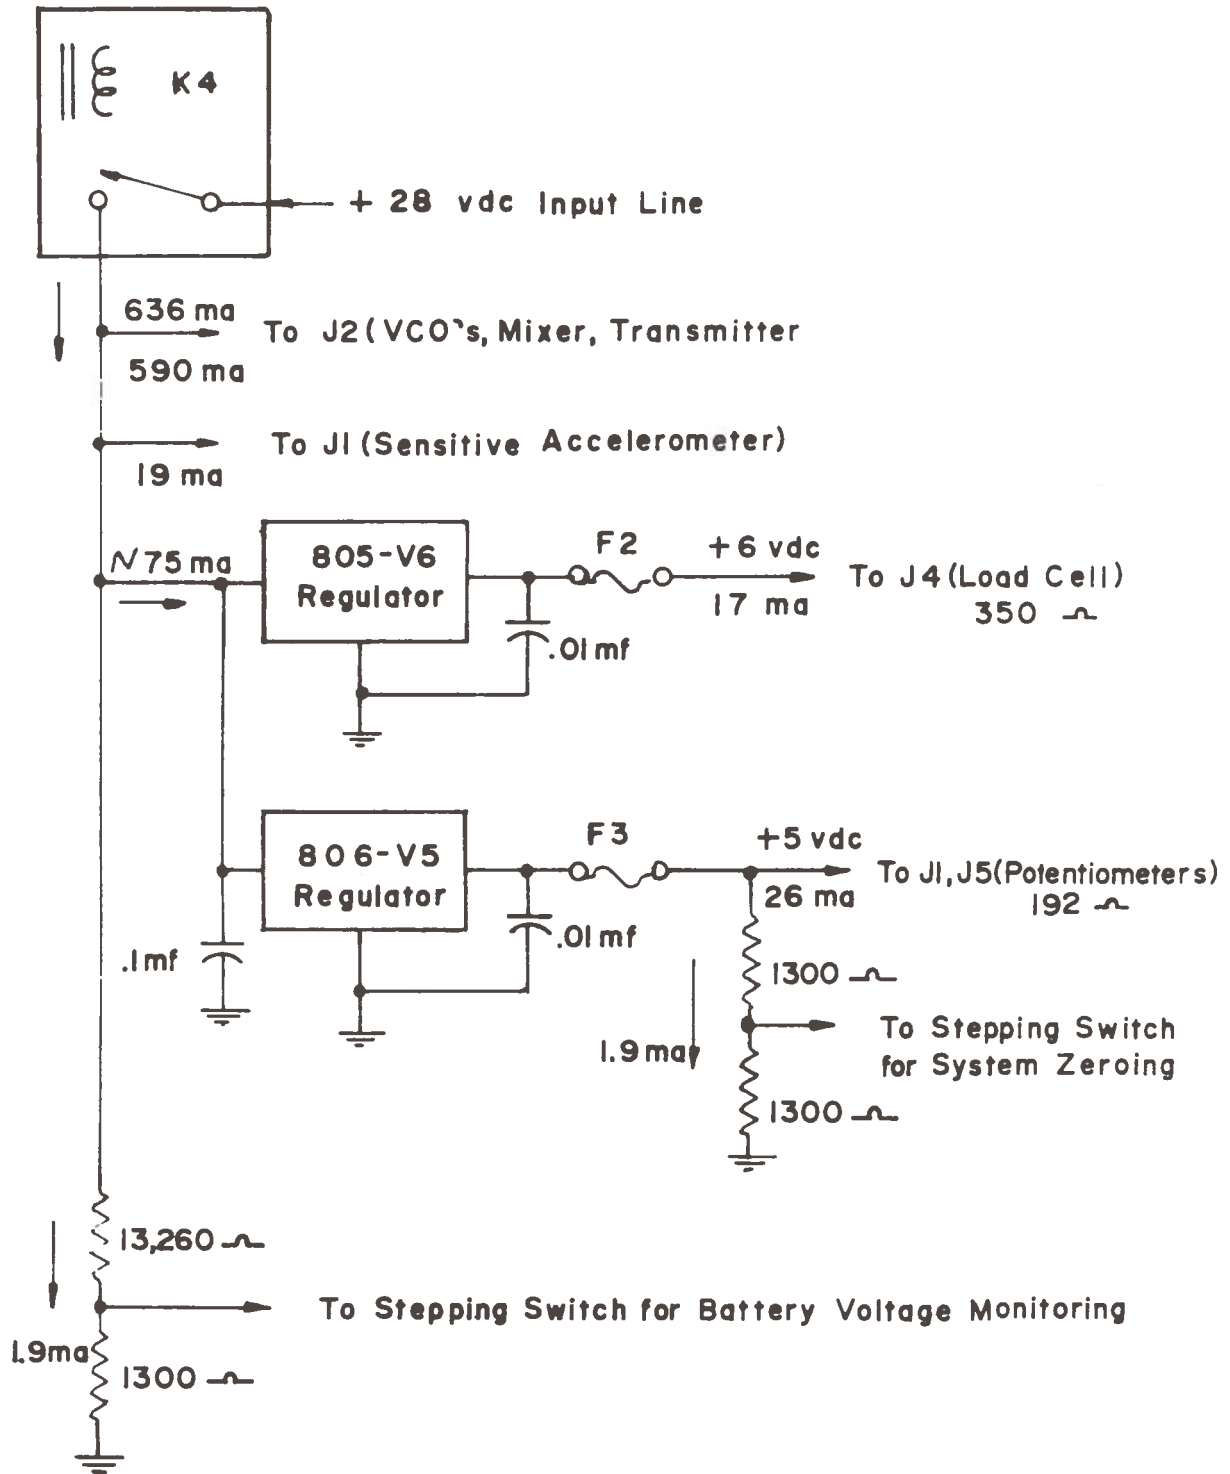 K4
+ 28 vdc Input Line
636 ma
To J2 (VCO's, Mixer, Transmitter
590 ma
To J1 (Sensitive Accelerometer)
19 ma
~75 ma
805-V6
Regulator
F2
+6 vdc
17 ma
To J4 (Load Cell)
350 Ω
.01 mf
806-V5
Regulator
F3
+5 vdc
26 ma
To J1, J5 (Potentiometers)
192 Ω
.01 mf
.1 mf
1300 Ω
To Stepping Switch
for System Zeroing
1.9 ma
1300 Ω
13,260 Ω
To Stepping Switch for Battery Voltage Monitoring
1.9 ma
1300 Ω